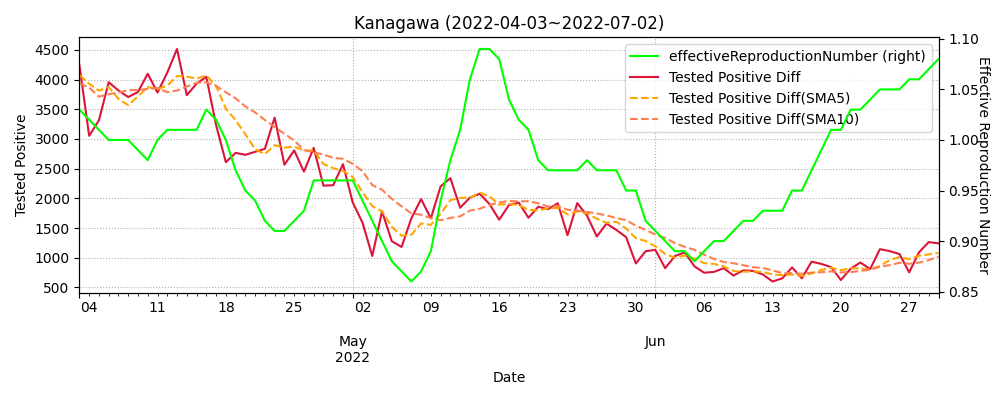 Kanagawa (2022-04-03~2022-07-02)
effectiveReproductionNumber (right)
Tested Positive Diff
Tested Positive Diff(SMA5)
Tested Positive Diff(SMA10)
Tested Positive
4500
4000
3500
3000
2500
2000
1500
1000
500
1.10
1.05
1.00
0.95
0.90
0.85
Effective Reproduction Number
04 11 18 25 02 09 16 23 30 06 13 20 27
May Jun
2022
Date